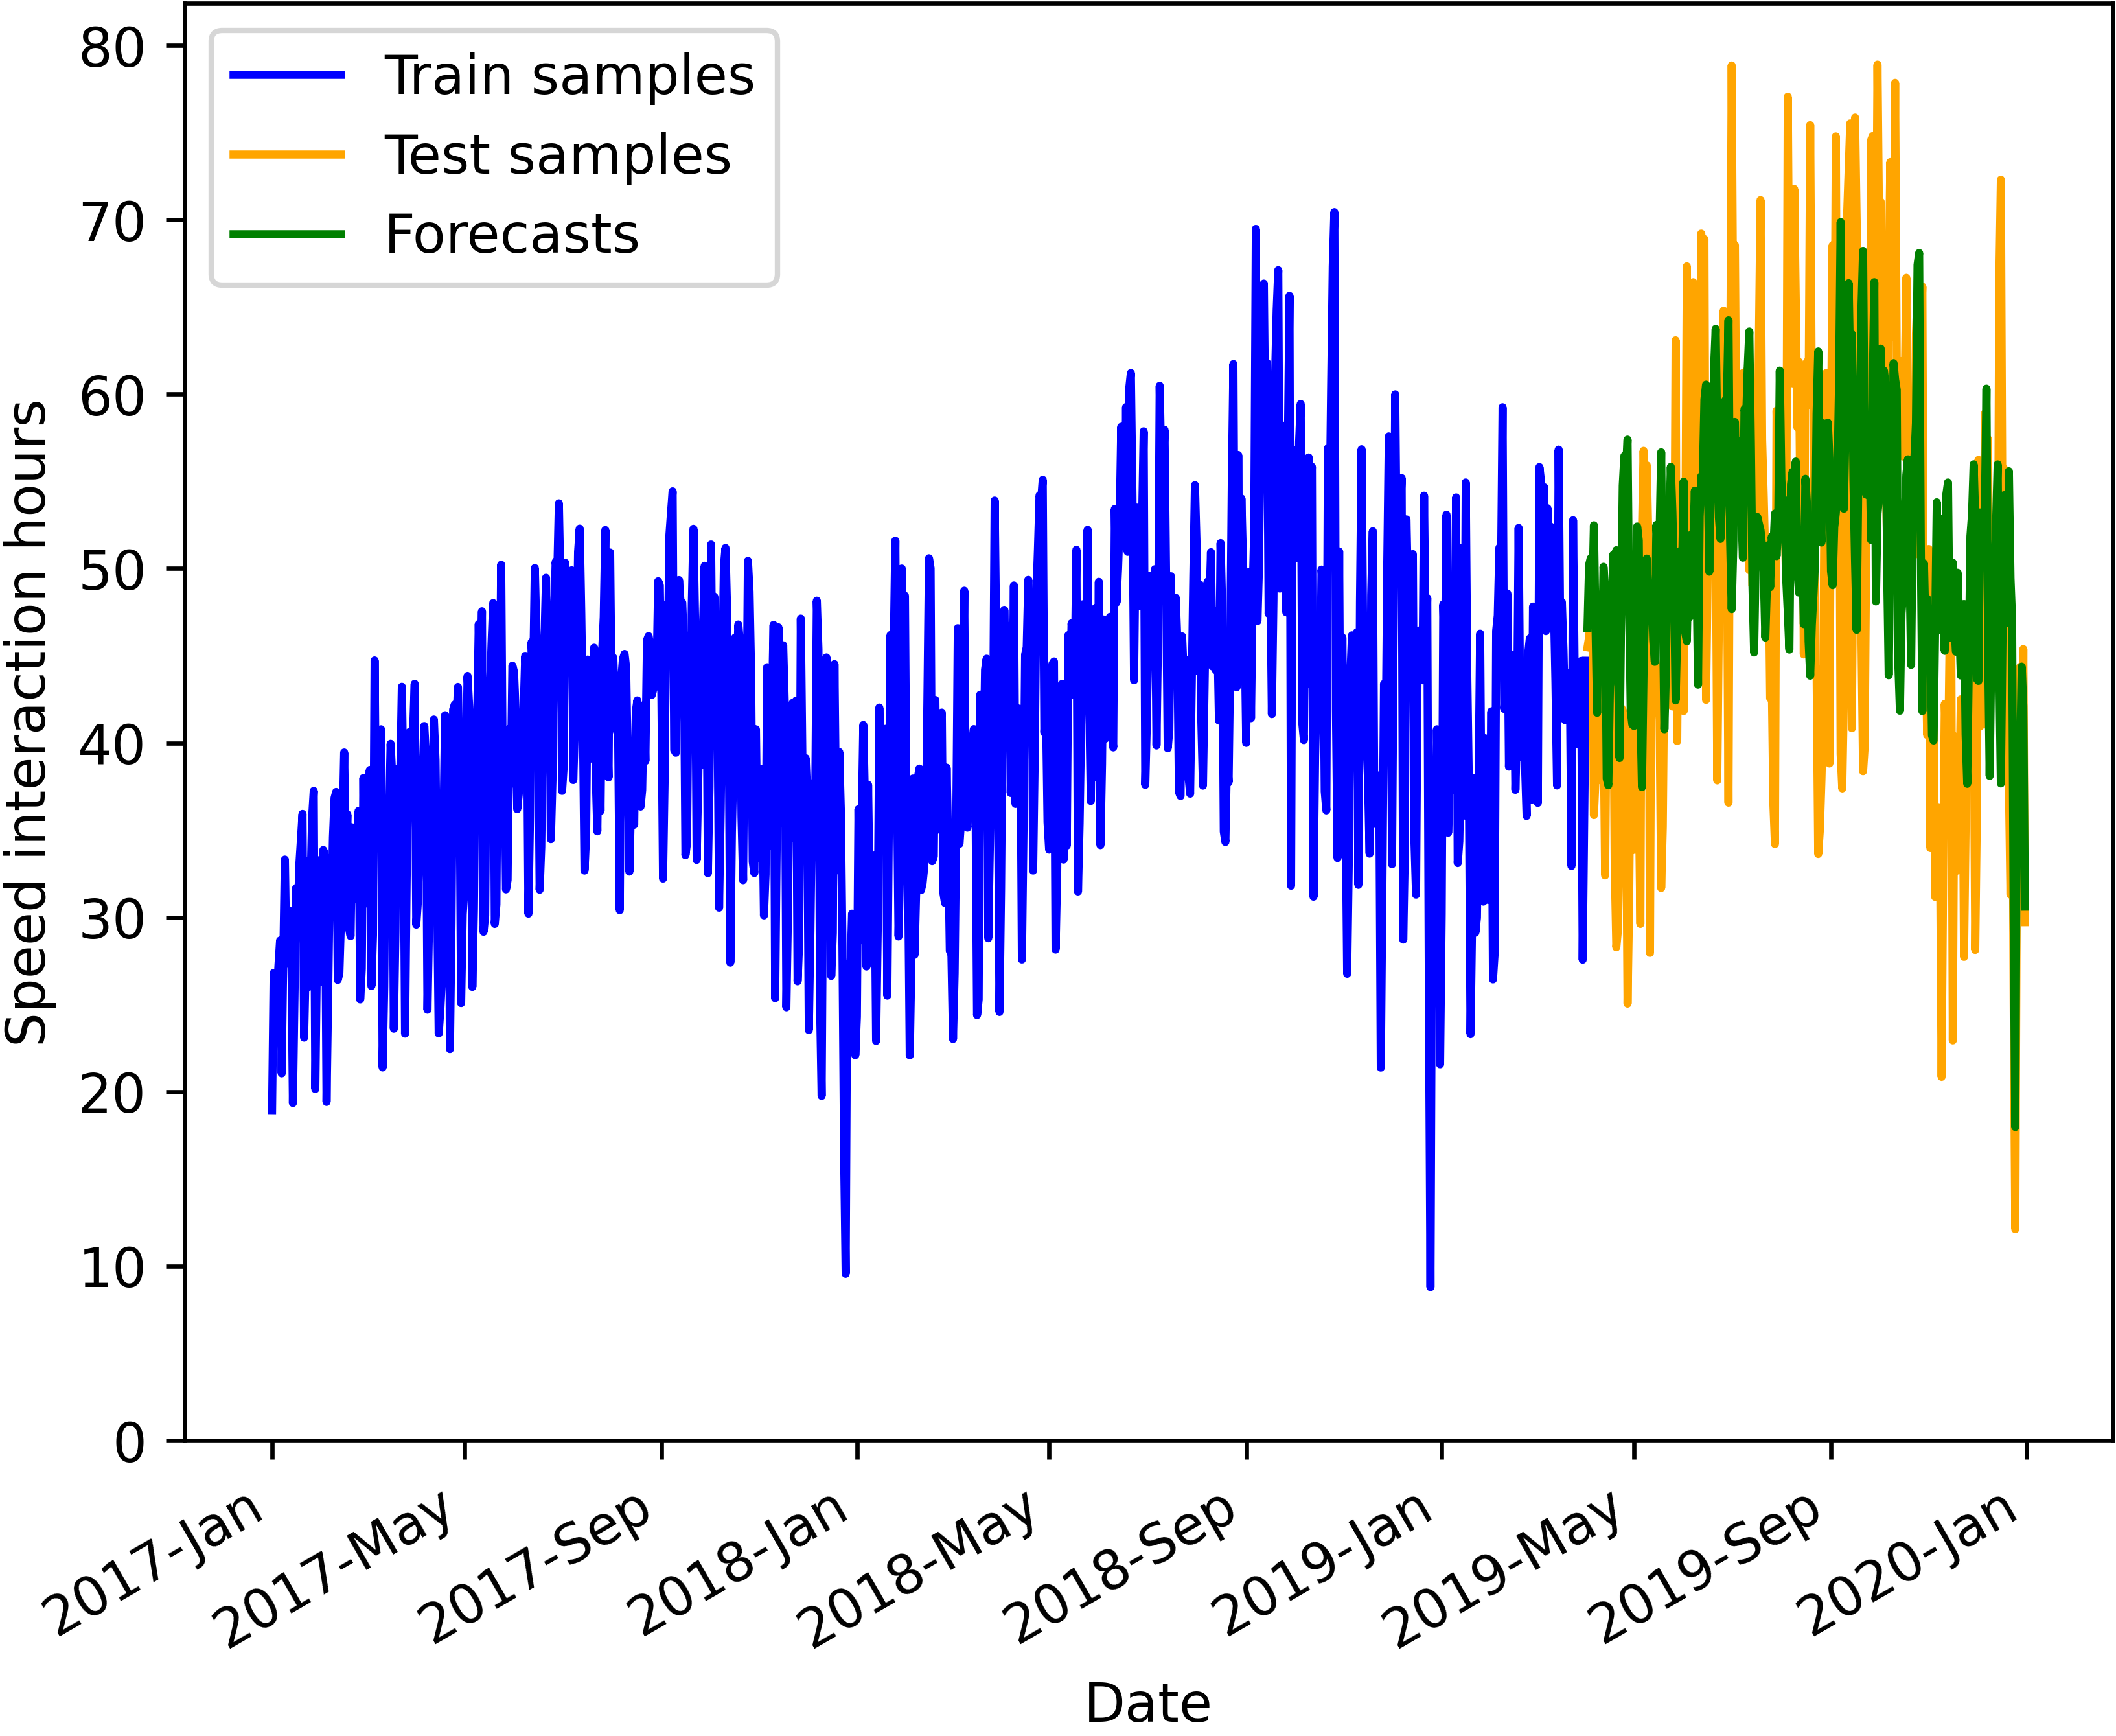 Train samples
Test samples
Forecasts
80
70
60
50
40
30
20
10
0
Speed interaction hours
2017-Jan
2017-May
2017-Sep
2018-Jan
2018-May
2018-Sep
2019-Jan
2019-May
2019-Sep
2020-Jan
Date